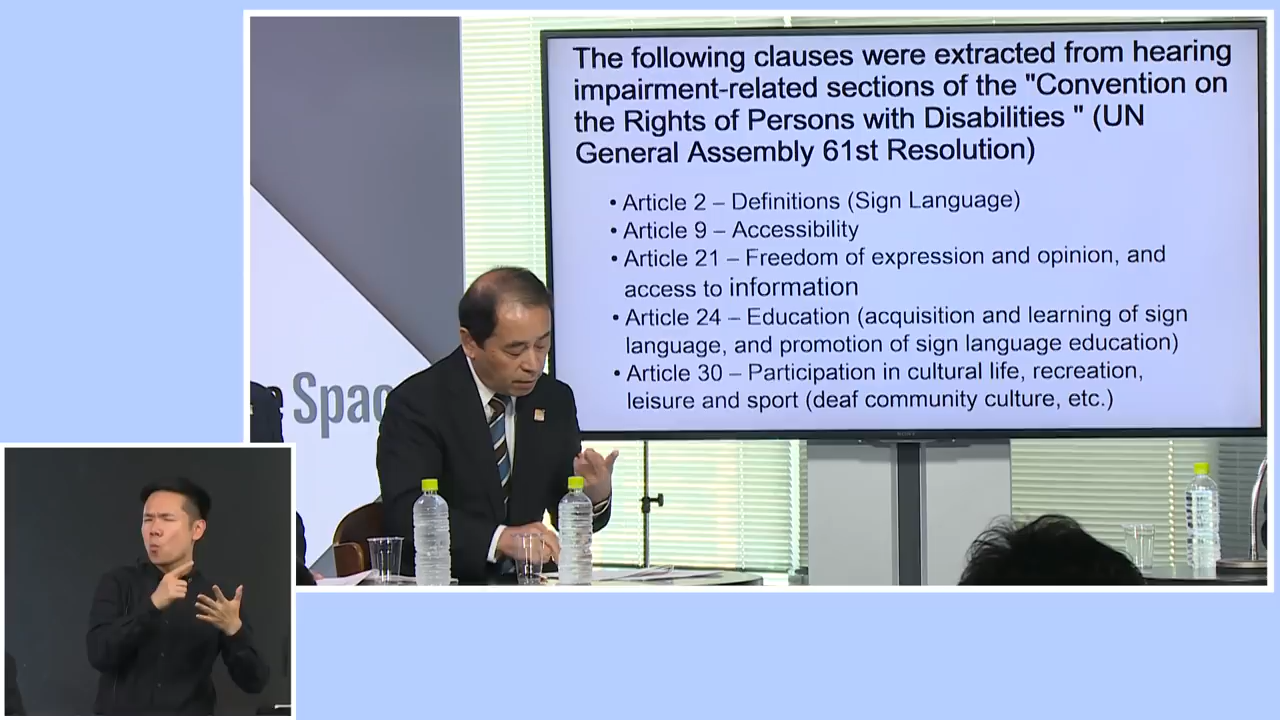 The following clauses were extracted from hearing
impairment-related sections of the "Convention on
the Rights of Persons with Disabilities " (UN
General Assembly 61st Resolution)
• Article 2 – Definitions (Sign Language)
• Article 9 – Accessibility
• Article 21 – Freedom of expression and opinion, and
access to information
• Article 24 – Education (acquisition and learning of sign
language, and promotion of sign language education)
• Article 30 – Participation in cultural life, recreation,
leisure and sport (deaf community culture, etc.)
e Spac
SONY